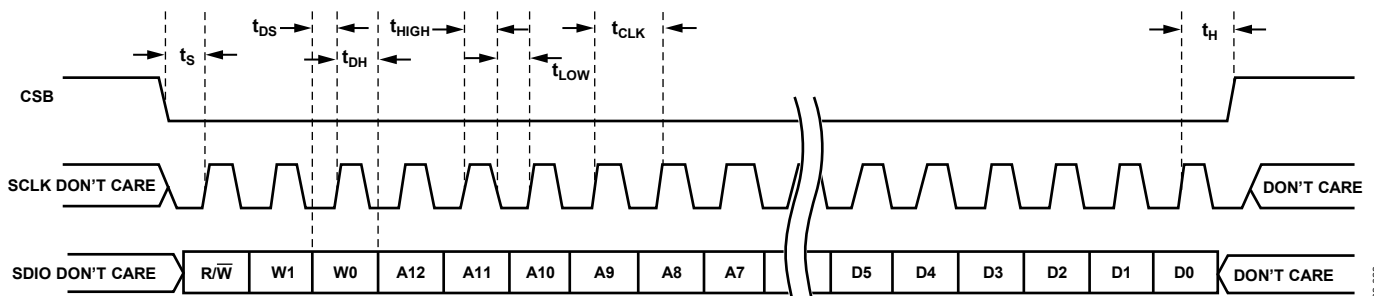 tDS
tHIGH
tCLK
tH
tS
tDH
tLOW
CSB
SCLK DON'T CARE
DON'T CARE
SDIO DON'T CARE
R/W̅
W1
W0
A12
A11
A10
A9
A8
A7
D5
D4
D3
D2
D1
D0
DON'T CARE